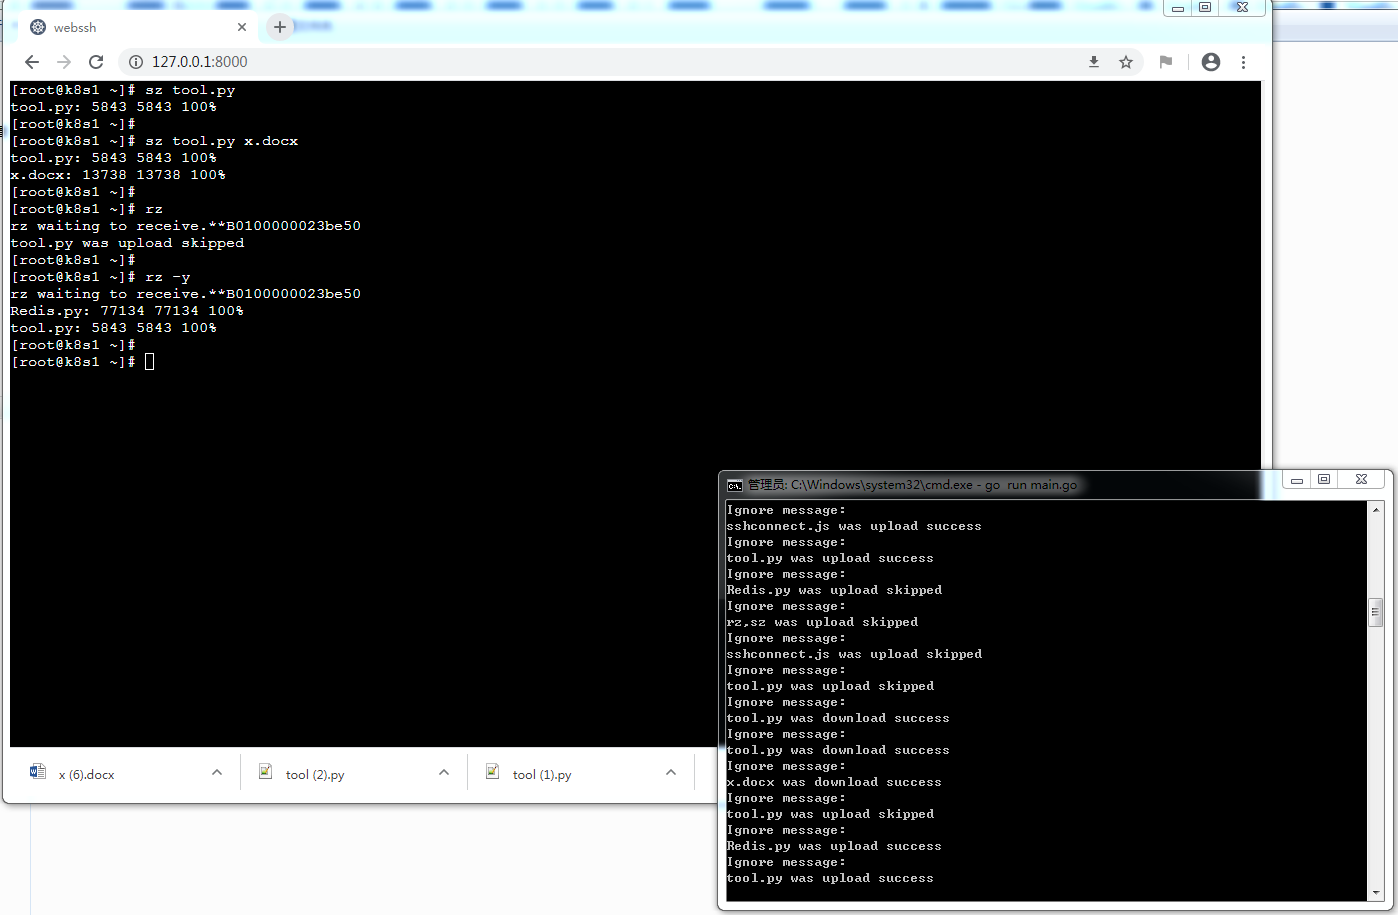 webssh
127.0.0.1:8000
[root@k8s1 ~]# sz tool.py
tool.py: 5843 5843 100%
[root@k8s1 ~]#
[root@k8s1 ~]# sz tool.py x.docx
tool.py: 5843 5843 100%
x.docx: 13738 13738 100%
[root@k8s1 ~]#
[root@k8s1 ~]# rz
rz waiting to receive.**B0100000023be50
tool.py was upload skipped
[root@k8s1 ~]#
[root@k8s1 ~]# rz -y
rz waiting to receive.**B0100000023be50
Redis.py: 77134 77134 100%
tool.py: 5843 5843 100%
[root@k8s1 ~]#
[root@k8s1 ~]#
x (6).docx
tool (2).py
tool (1).py
管理员: C:\Windows\system32\cmd.exe - go  run main.go
Ignore message:
sshconnect.js was upload success
Ignore message:
tool.py was upload success
Ignore message:
Redis.py was upload skipped
Ignore message:
rz,sz was upload skipped
Ignore message:
sshconnect.js was upload skipped
Ignore message:
tool.py was upload skipped
Ignore message:
tool.py was download success
Ignore message:
tool.py was download success
Ignore message:
x.docx was download success
Ignore message:
tool.py was upload skipped
Ignore message:
Redis.py was upload success
Ignore message:
tool.py was upload success